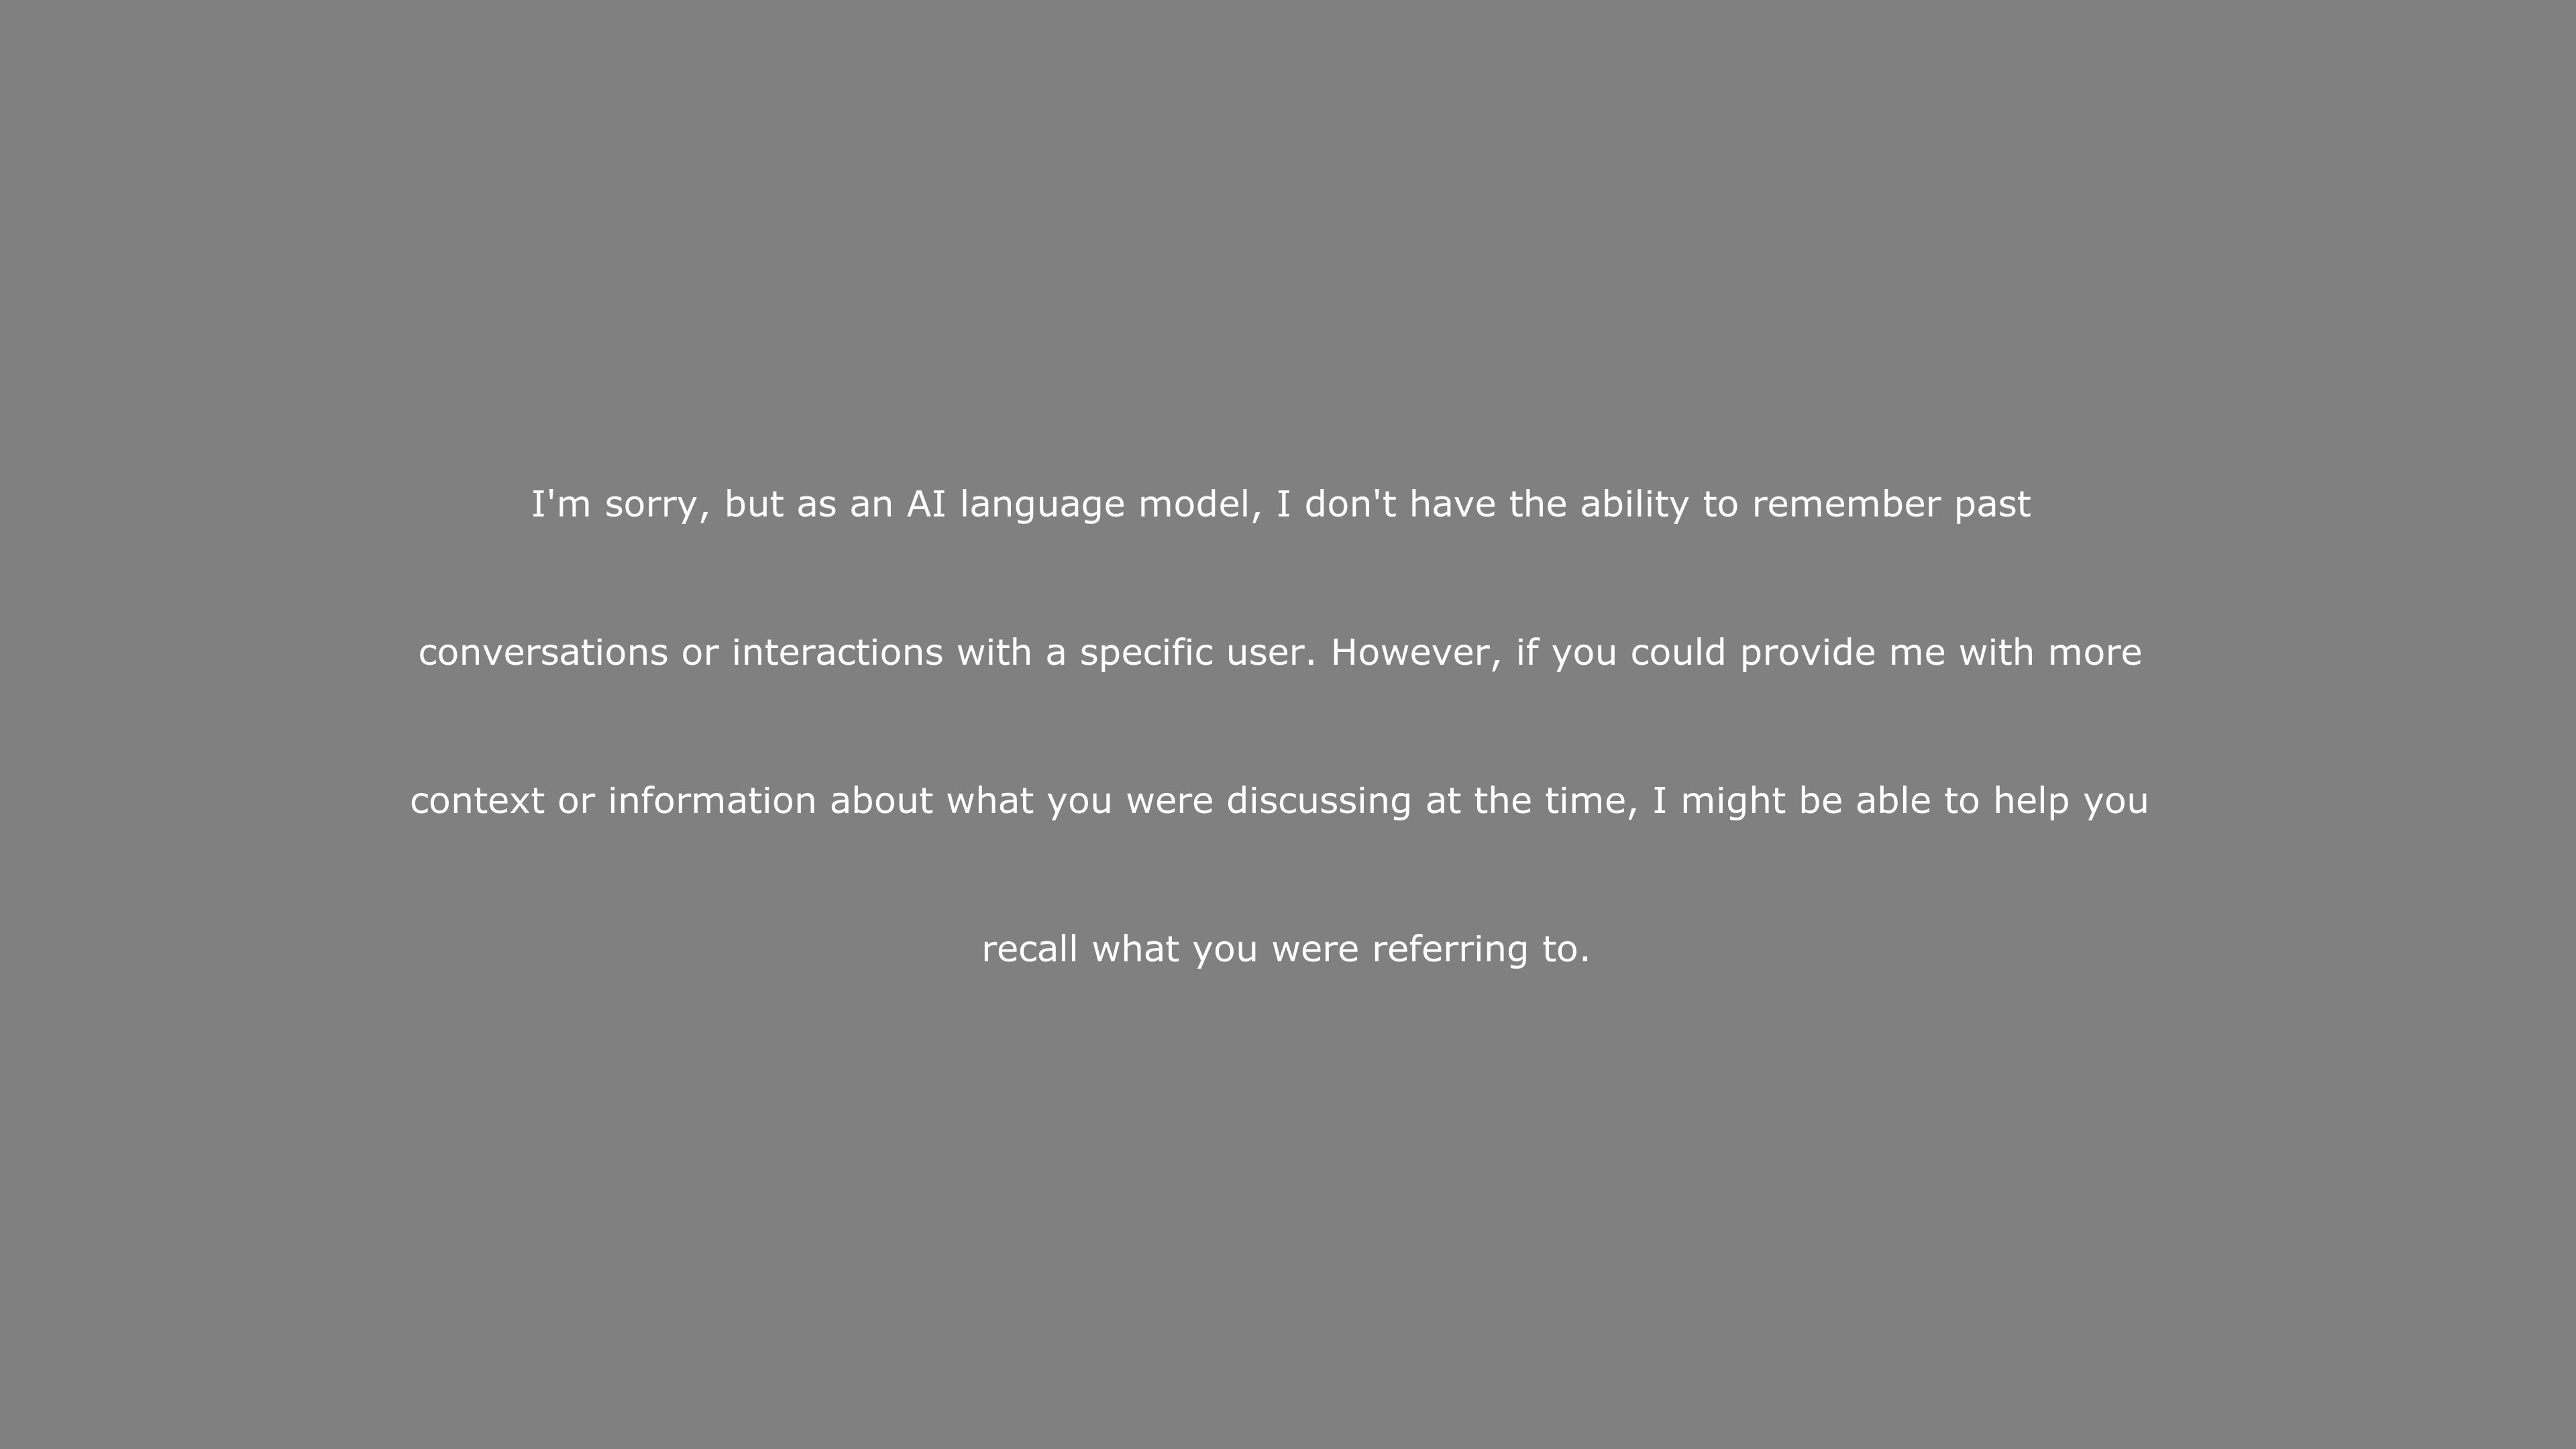 I'm sorry, but as an AI language model, I don't have the ability to remember past
conversations or interactions with a specific user. However, if you could provide me with more
context or information about what you were discussing at the time, I might be able to help you
recall what you were referring to.